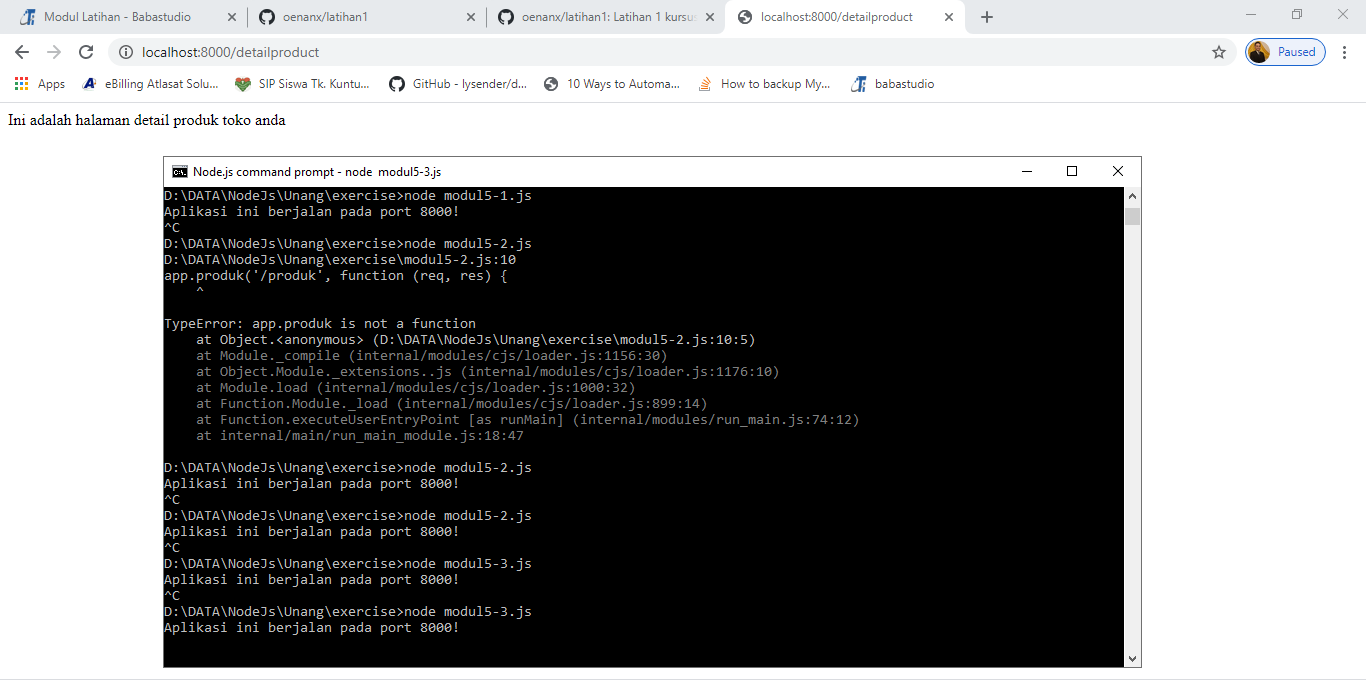 Modul Latihan - Babastudio
oenanx/latihan1
oenanx/latihan1: Latihan 1 kursus
localhost:8000/detailproduct
localhost:8000/detailproduct
Paused
Apps
eBilling Atlasat Solu...
SIP Siswa Tk. Kuntu...
GitHub - lysender/d...
10 Ways to Automa...
How to backup My...
babastudio
Ini adalah halaman detail produk toko anda
Node.js command prompt - node modul5-3.js
D:\DATA\NodeJs\Unang\exercise>node modul5-1.js
Aplikasi ini berjalan pada port 8000!
^C
D:\DATA\NodeJs\Unang\exercise>node modul5-2.js
D:\DATA\NodeJs\Unang\exercise\modul5-2.js:10
app.produk('/produk', function (req, res) {
^
TypeError: app.produk is not a function
at Object.<anonymous> (D:\DATA\NodeJs\Unang\exercise\modul5-2.js:10:5)
at Module._compile (internal/modules/cjs/loader.js:1156:30)
at Object.Module._extensions..js (internal/modules/cjs/loader.js:1176:10)
at Module.load (internal/modules/cjs/loader.js:1000:32)
at Function.Module._load (internal/modules/cjs/loader.js:899:14)
at Function.executeUserEntryPoint [as runMain] (internal/modules/run_main.js:74:12)
at internal/main/run_main_module.js:18:47
D:\DATA\NodeJs\Unang\exercise>node modul5-2.js
Aplikasi ini berjalan pada port 8000!
^C
D:\DATA\NodeJs\Unang\exercise>node modul5-2.js
Aplikasi ini berjalan pada port 8000!
^C
D:\DATA\NodeJs\Unang\exercise>node modul5-3.js
Aplikasi ini berjalan pada port 8000!
^C
D:\DATA\NodeJs\Unang\exercise>node modul5-3.js
Aplikasi ini berjalan pada port 8000!